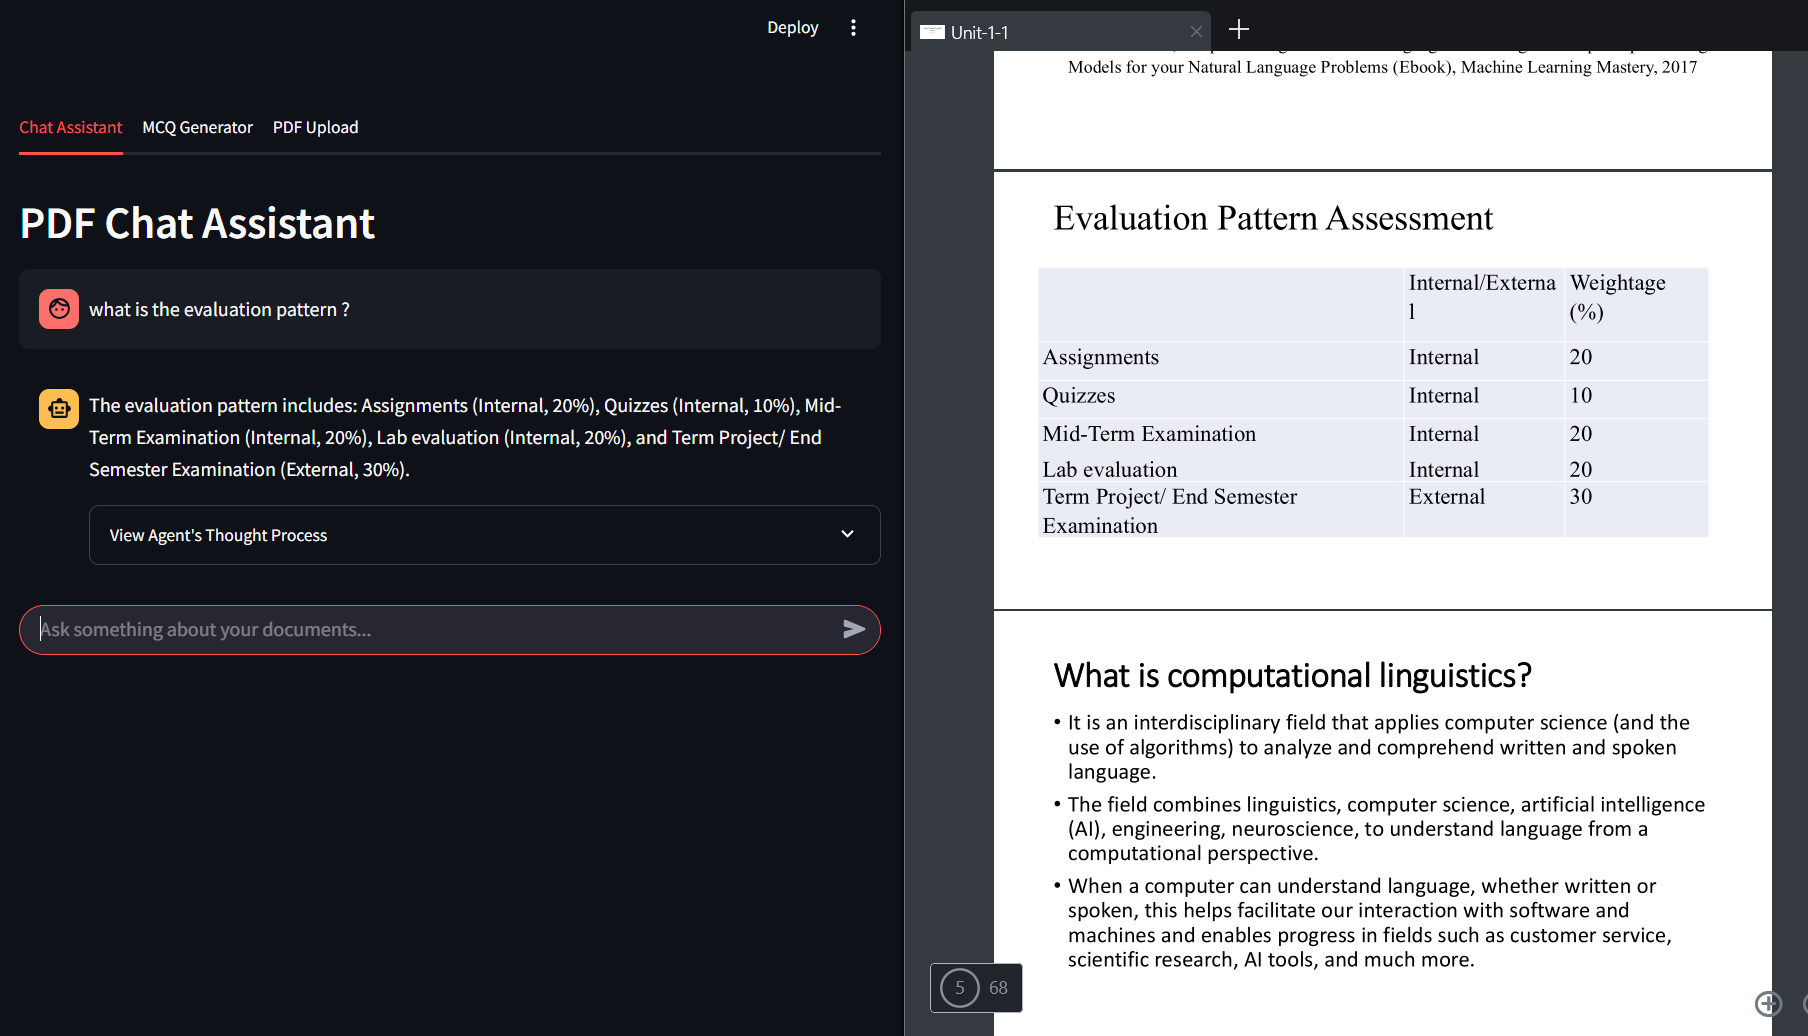 Deploy
Chat Assistant MCQ Generator PDF Upload
PDF Chat Assistant
what is the evaluation pattern ?
The evaluation pattern includes: Assignments (Internal, 20%), Quizzes (Internal, 10%), Mid-
Term Examination (Internal, 20%), Lab evaluation (Internal, 20%), and Term Project/ End
Semester Examination (External, 30%).
View Agent's Thought Process
Ask something about your documents...
Unit-1-1
Models for your Natural Language Problems (Ebook), Machine Learning Mastery, 2017
Evaluation Pattern Assessment
Internal/Externa Weightage
l (%)
Assignments Internal 20
Quizzes Internal 10
Mid-Term Examination Internal 20
Lab evaluation Internal 20
Term Project/ End Semester External 30
Examination
What is computational linguistics?
• It is an interdisciplinary field that applies computer science (and the
use of algorithms) to analyze and comprehend written and spoken
language.
• The field combines linguistics, computer science, artificial intelligence
(AI), engineering, neuroscience, to understand language from a
computational perspective.
• When a computer can understand language, whether written or
spoken, this helps facilitate our interaction with software and
machines and enables progress in fields such as customer service,
scientific research, AI tools, and much more.
5 68